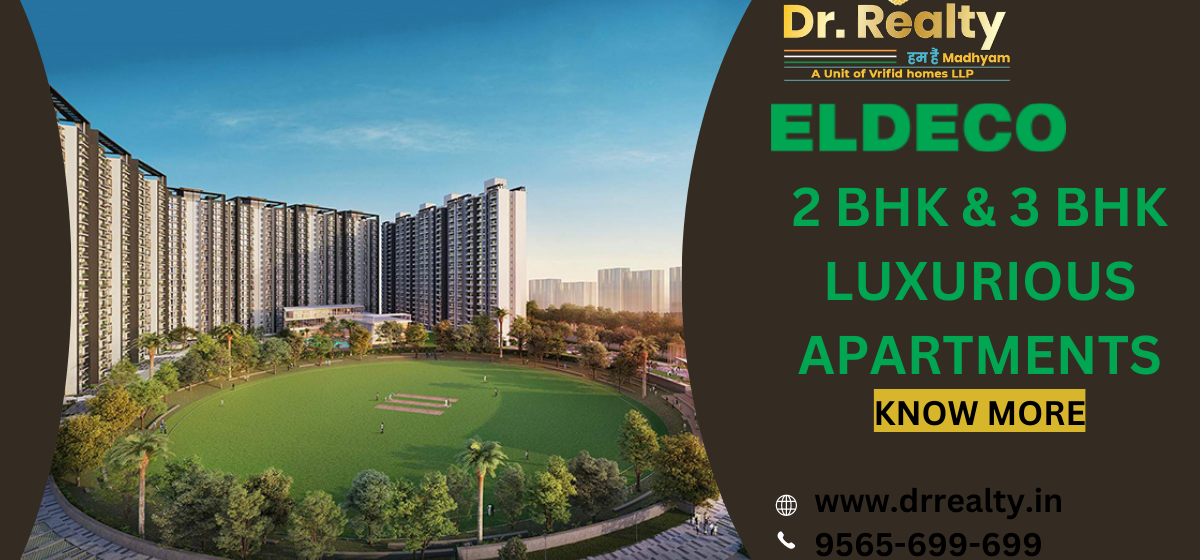 Dr. Realty
हम हैं Madhyam
A Unit of Vrifid homes LLP
ELDECO
2 BHK & 3 BHK
LUXURIOUS
APARTMENTS
KNOW MORE
www.drrealty.in
9565-699-699